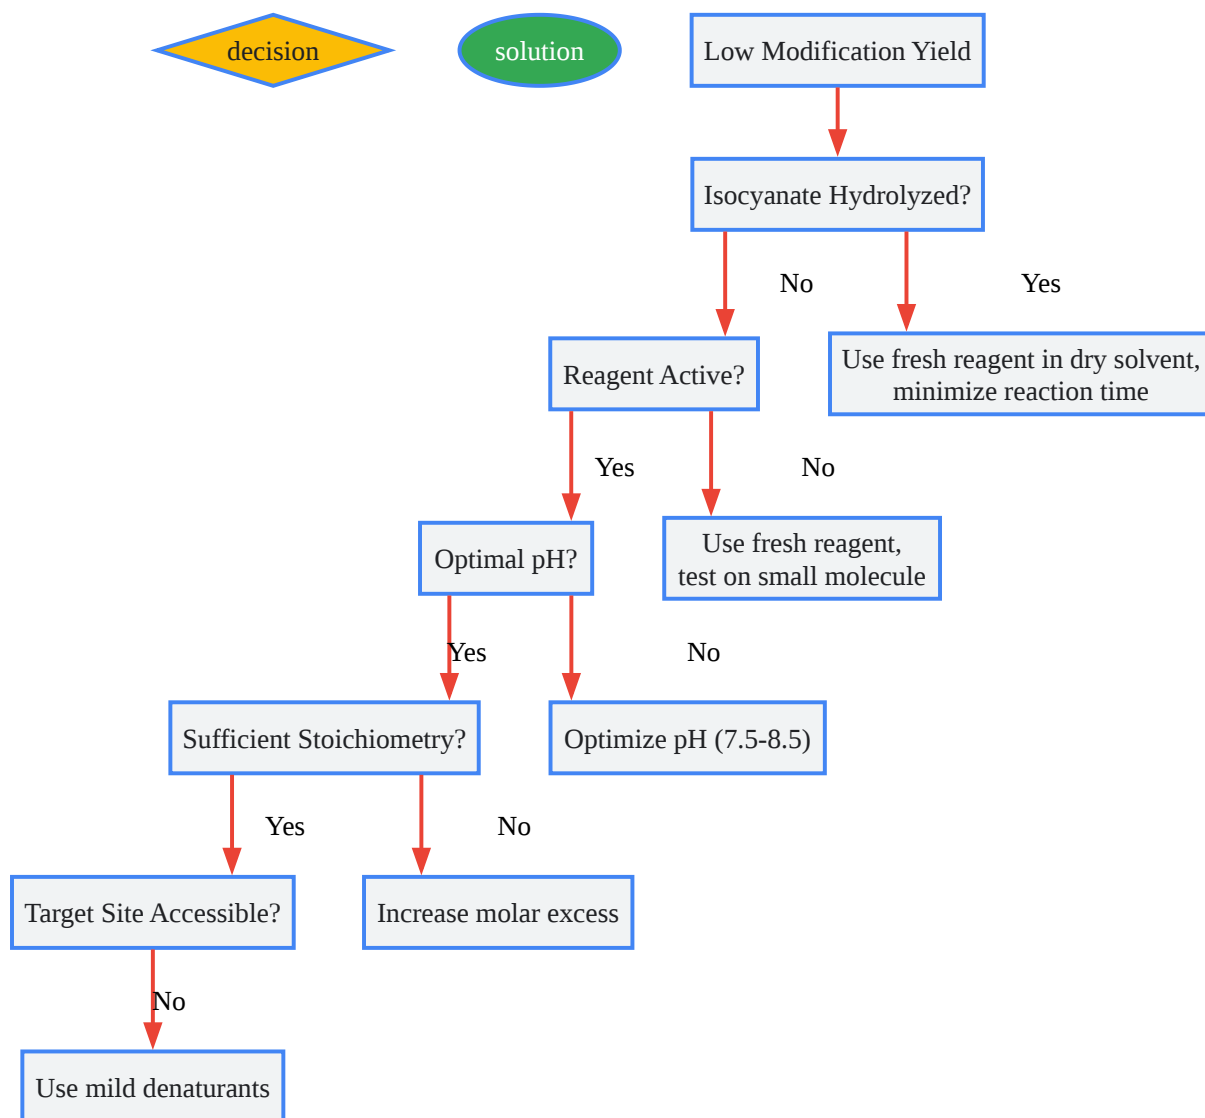 decision
solution
Low Modification Yield
Isocyanate Hydrolyzed?
No
Yes
Reagent Active?
Use fresh reagent in dry solvent,
minimize reaction time
Yes
No
Optimal pH?
Use fresh reagent,
test on small molecule
Yes
No
Sufficient Stoichiometry?
Optimize pH (7.5-8.5)
Yes
No
Target Site Accessible?
Increase molar excess
No
Use mild denaturants